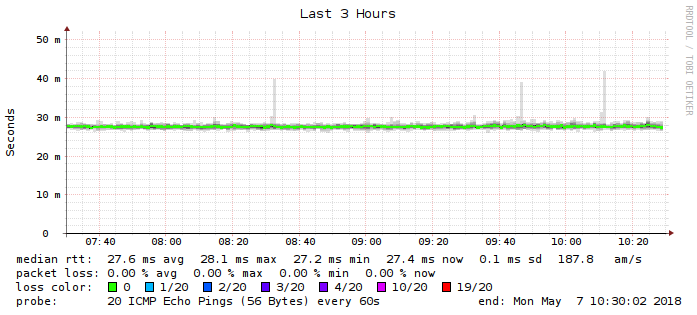 Last 3 Hours
RRDTOOL / TOBI OETIKER
Seconds
50 m
40 m
30 m
20 m
10 m
0
07:40 08:00 08:20 08:40 09:00 09:20 09:40 10:00 10:20
median rtt: 27.6 ms avg 28.1 ms max 27.2 ms min 27.4 ms now 0.1 ms sd 187.8 am/s
packet loss: 0.00 % avg 0.00 % max 0.00 % min 0.00 % now
loss color: 0 1/20 2/20 3/20 4/20 10/20 19/20
probe: 20 ICMP Echo Pings (56 Bytes) every 60s end: Mon May 7 10:30:02 2018